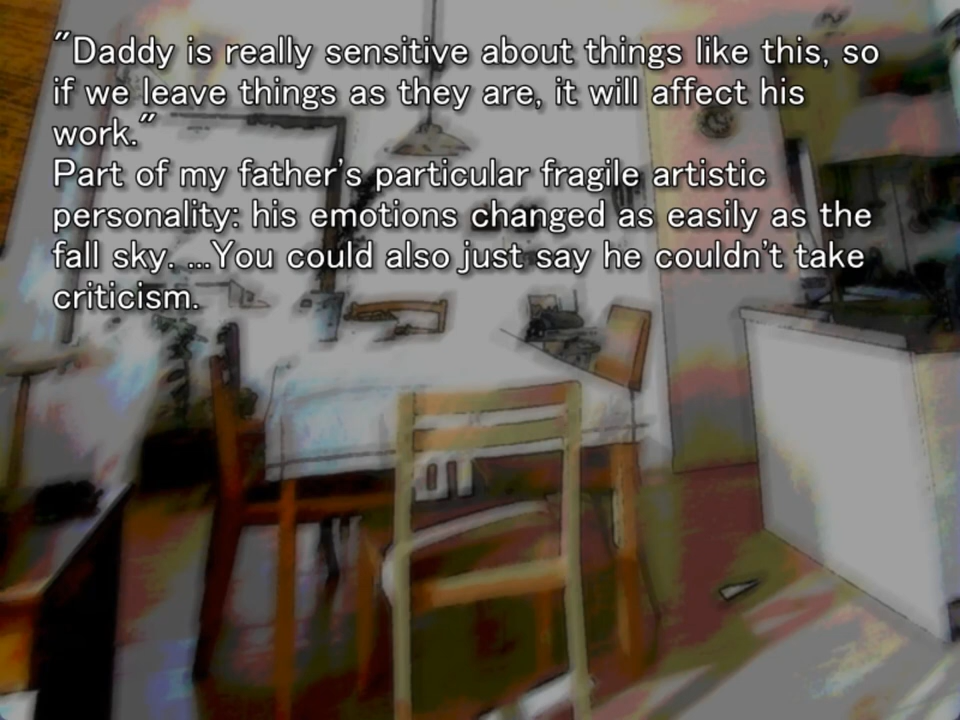 "Daddy is really sensitive about things like this, so
if we leave things as they are, it will affect his
work."
Part of my father's particular fragile artistic
personality: his emotions changed as easily as the
fall sky. ...You could also just say he couldn't take
criticism.